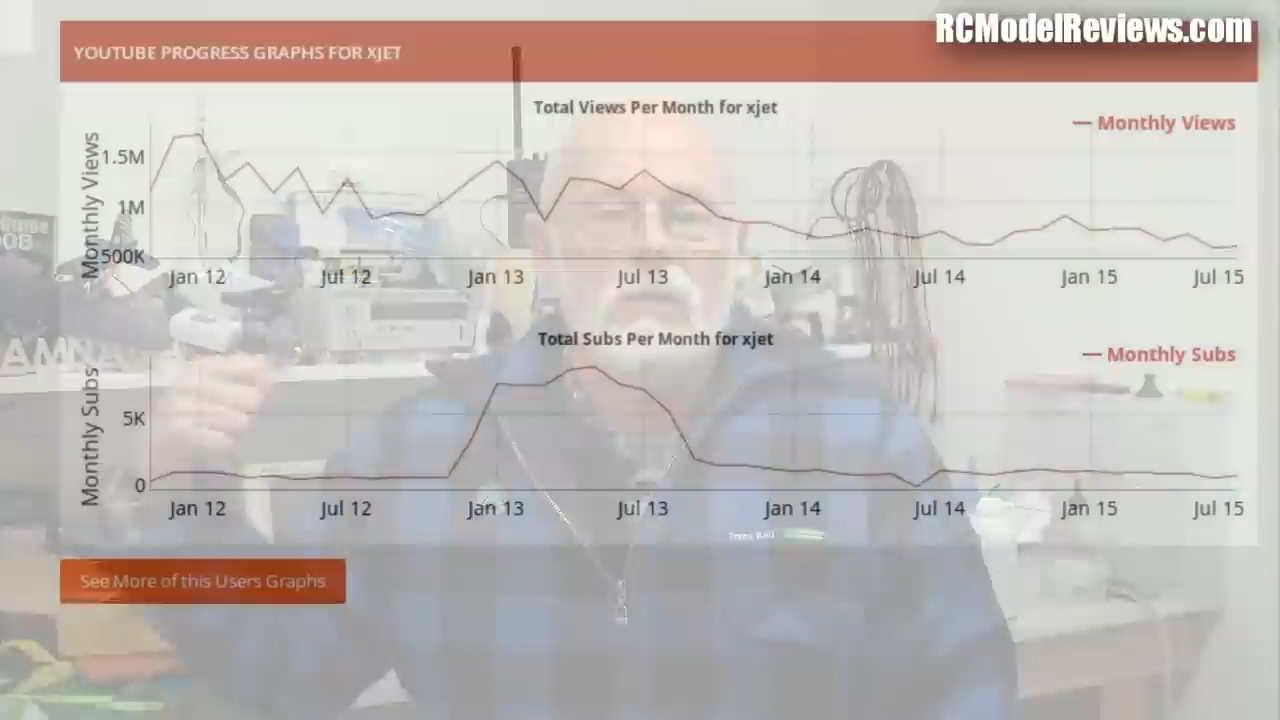 RCModelReviews.com
YOUTUBE PROGRESS GRAPHS FOR XJET
Total Views Per Month for xjet
Monthly Views
Monthly Views
1.5M
1M
500K
Jan 12 Jul 12 Jan 13 Jul 13 Jan 14 Jul 14 Jan 15 Jul 15
Total Subs Per Month for xjet
Monthly Subs
Monthly Subs
5K
0
Jan 12 Jul 12 Jan 13 Jul 13 Jan 14 Jul 14 Jan 15 Jul 15
See More of this Users Graphs